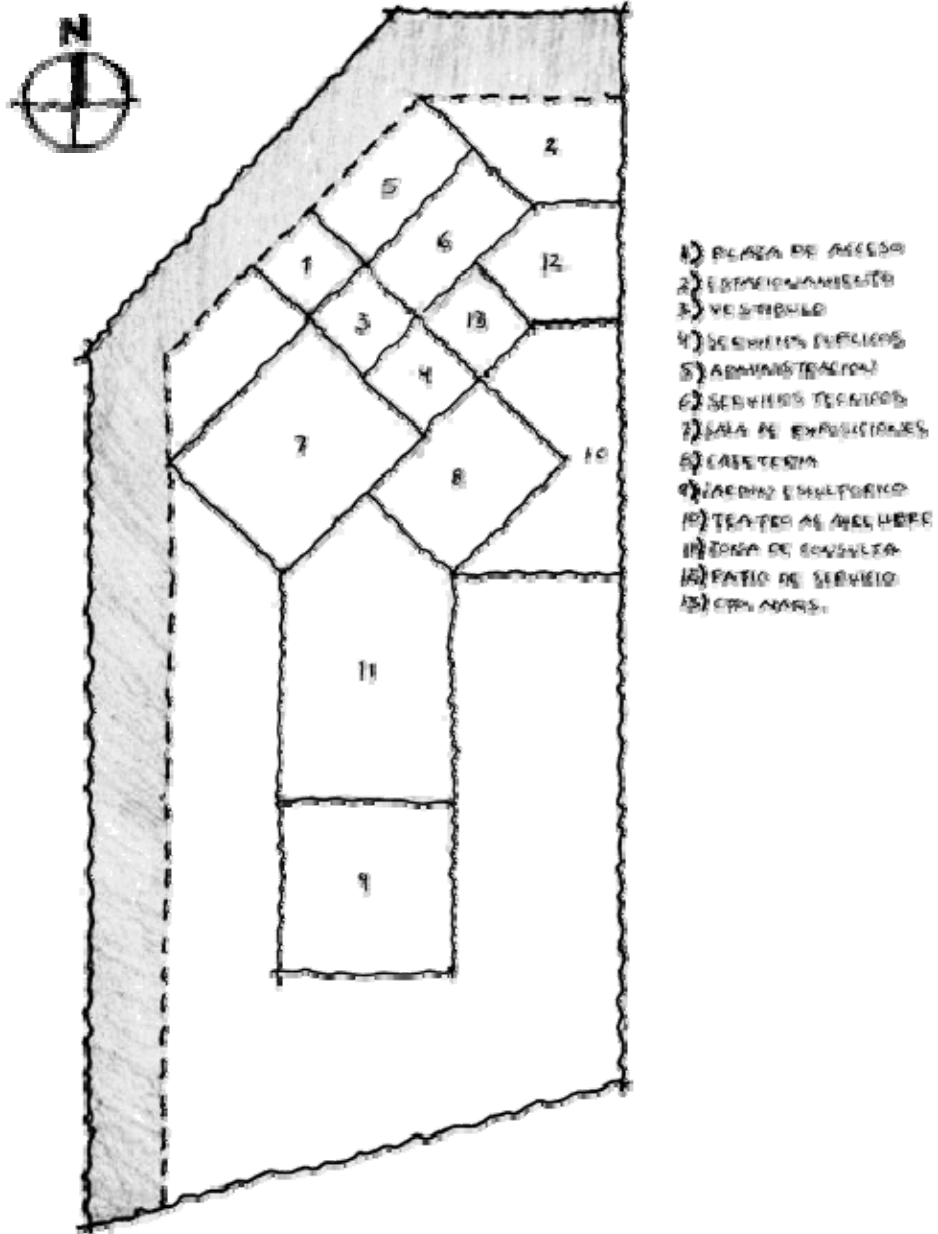 N
2
5
6
1
12
3
13
4
7
8
10
11
9
1) PLAZA DE ACCESO
2) ESTACIONAMIENTO
3) VESTIBULO
4) SERVICIOS PUBLICOS
5) ADMINISTRACION
6) SERVICIOS TECNICOS
7) SALA DE EXPOSICIONES
8) CAFETERIA
9) JARDIN ESCULTORICO
10) TEATRO AL AIRE LIBRE
11) ZONA DE CONSULTA
12) PATIO DE SERVICIO
13)